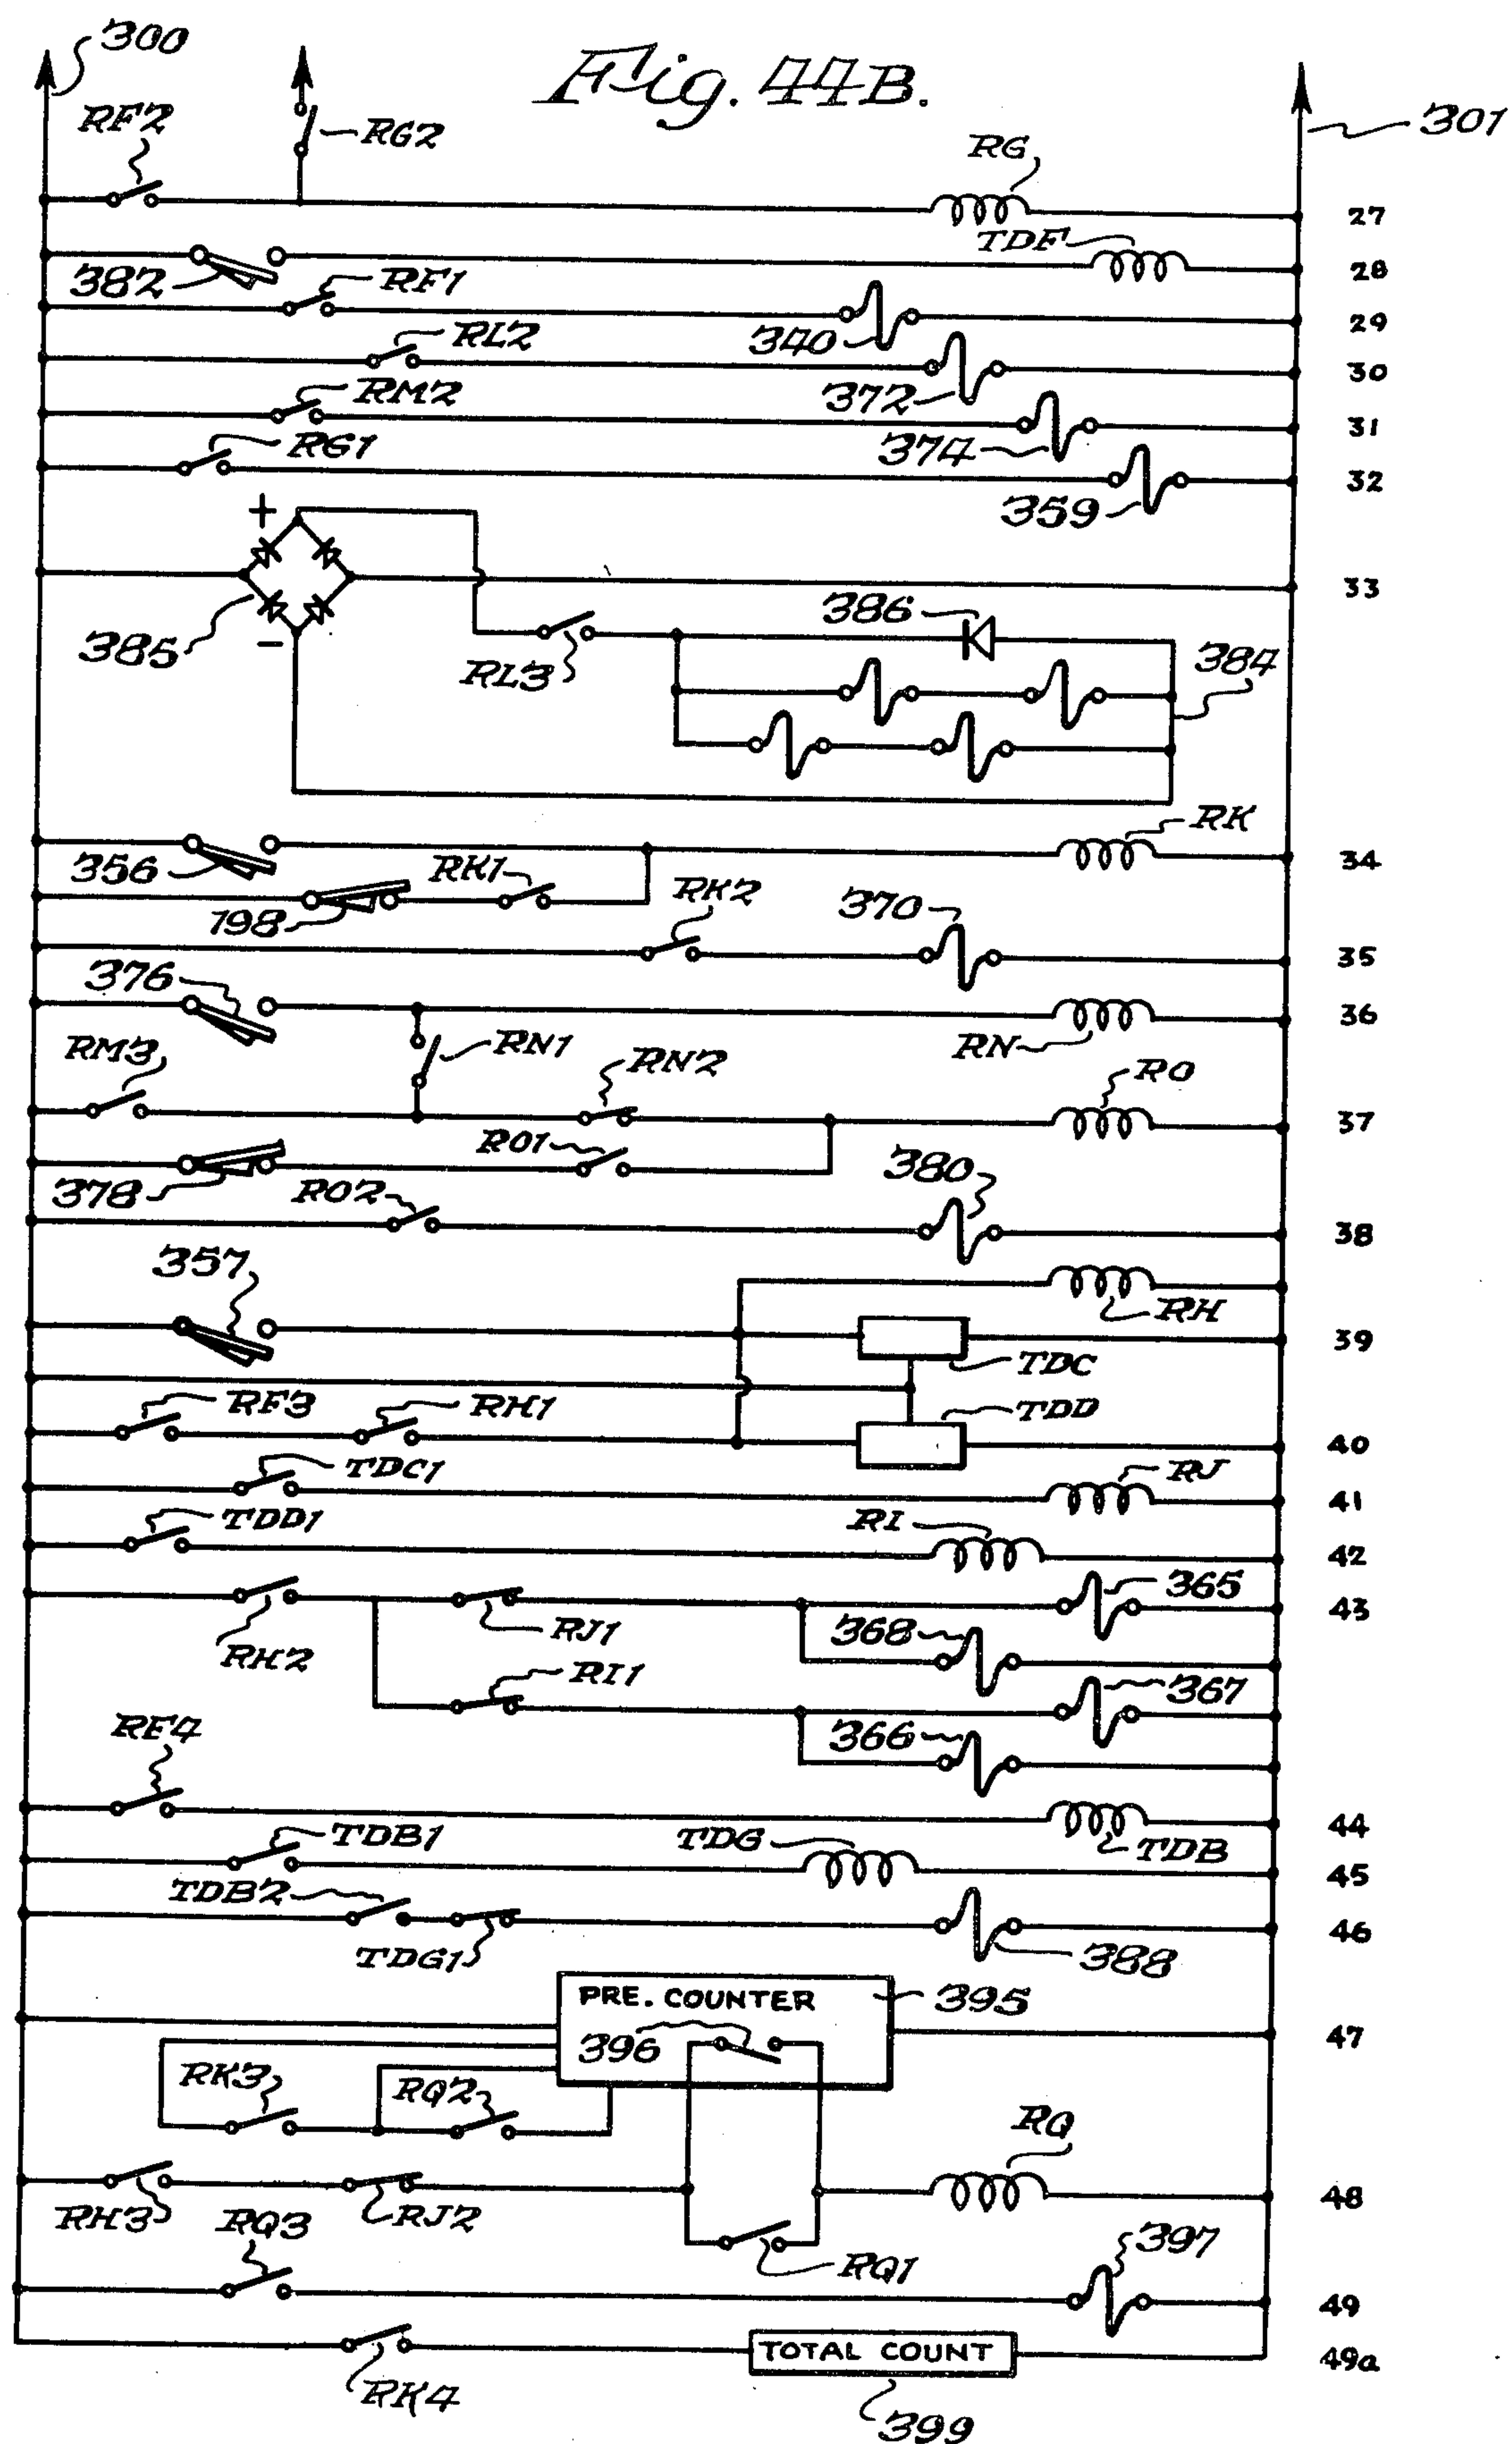 300
Fig. 44B.
301
RF2
RG2
RG
27
TDF
382
28
RF1
340
29
RL2
372
30
RM2
374
31
RG1
359
32
+
385
−
33
386
RL3
384
RK
356
34
198
RK1
RK2
370
35
376
RN
36
RM3
RN1
RN2
RO
37
RO1
378
RO2
380
38
357
RH
39
TDC
RF3
RH1
TDD
40
TDC1
RJ
41
TDD1
RI
42
365
43
RH2
RJ1
368
RI1
367
366
RF4
44
TDB
TDB1
TDG
45
TDB2
TDG1
46
388
PRE. COUNTER
395
396
47
RK3
RQ2
RQ
RH3
RJ2
48
RQ3
RQ1
397
49
TOTAL COUNT
49a
RK4
399